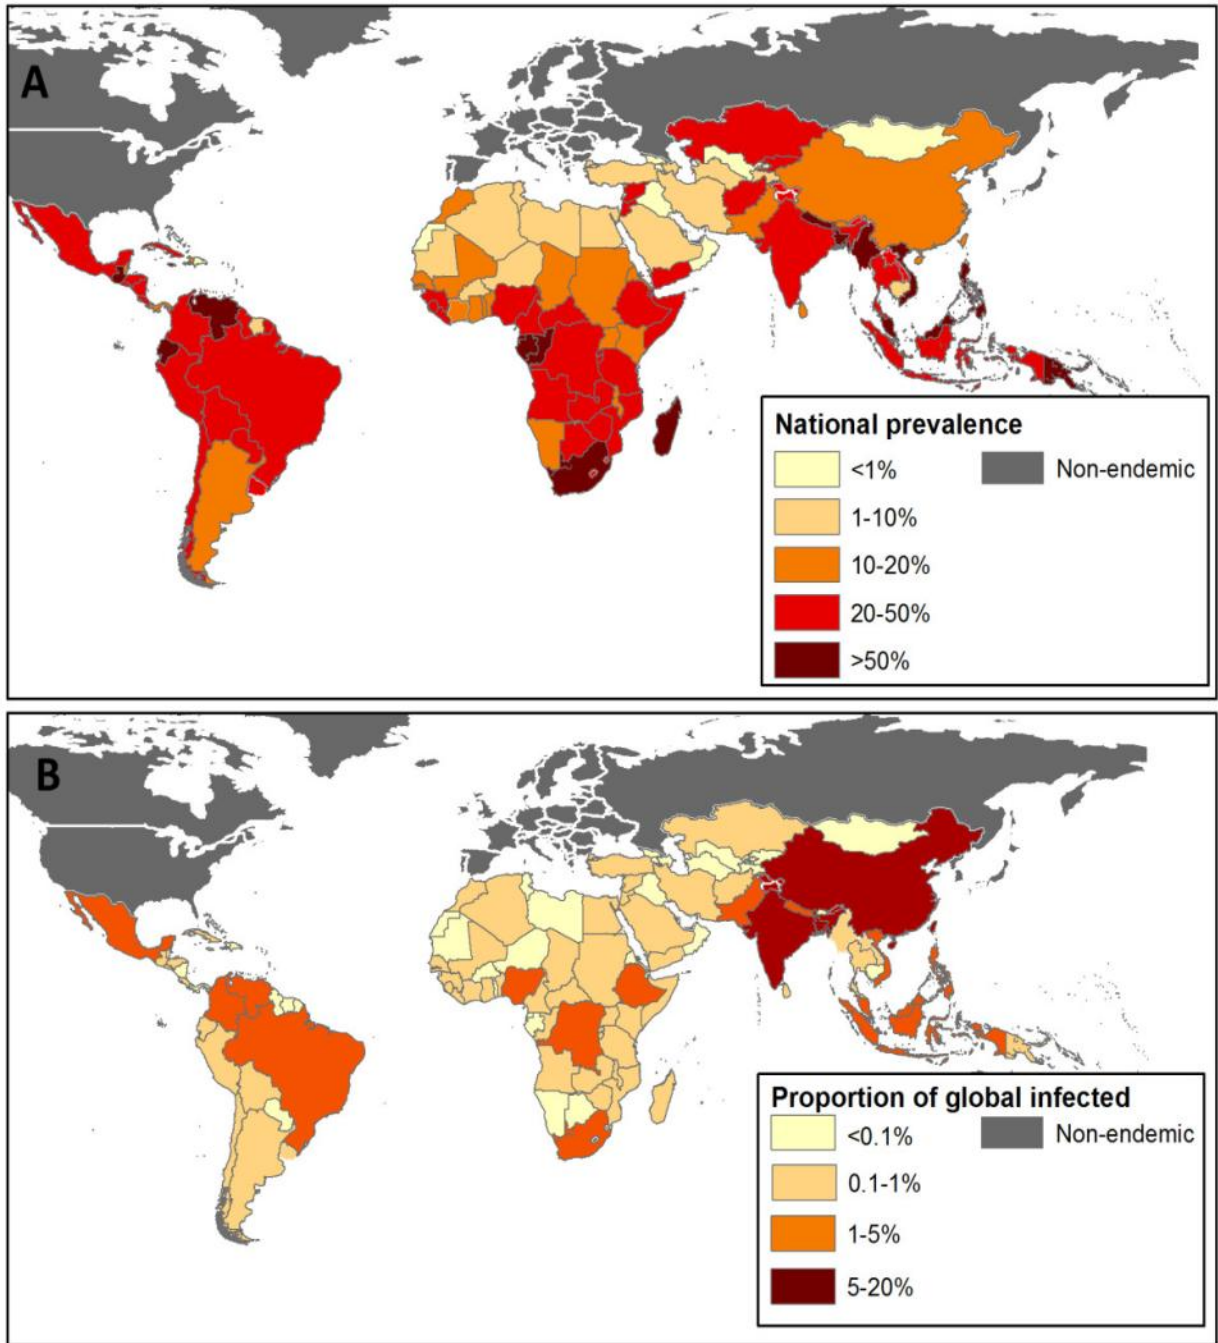 A
National prevalence
<1%
Non-endemic
1-10%
10-20%
20-50%
>50%
B
Proportion of global infected
<0.1%
Non-endemic
0.1-1%
1-5%
5-20%